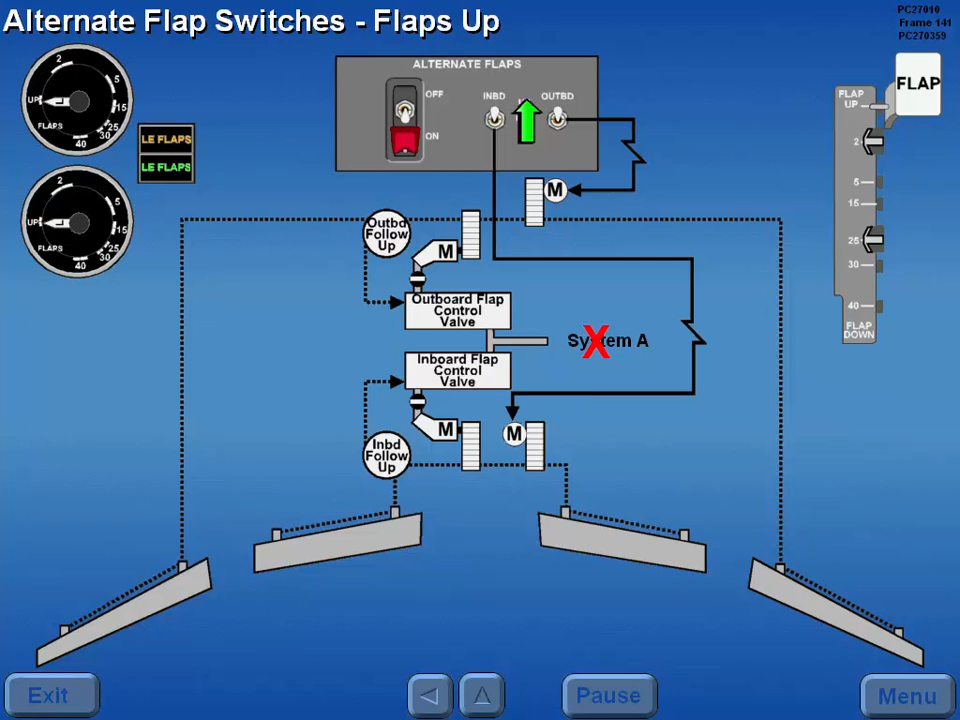 Alternate Flap Switches - Flaps Up
PC27010
Frame 141
PC270359
2
5
UP
15
FLAPS
25
30
40
LE FLAPS
LE FLAPS
2
5
UP
15
FLAPS
25
30
40
ALTERNATE FLAPS
OFF
ON
INBD
OUTBD
FLAP
FLAP
UP
2
5
15
25
30
40
FLAP
DOWN
M
Outbd
Follow
Up
M
Outboard Flap
Control
Valve
System A
X
Inboard Flap
Control
Valve
M
M
Inbd
Follow
Up
Exit
Pause
Menu